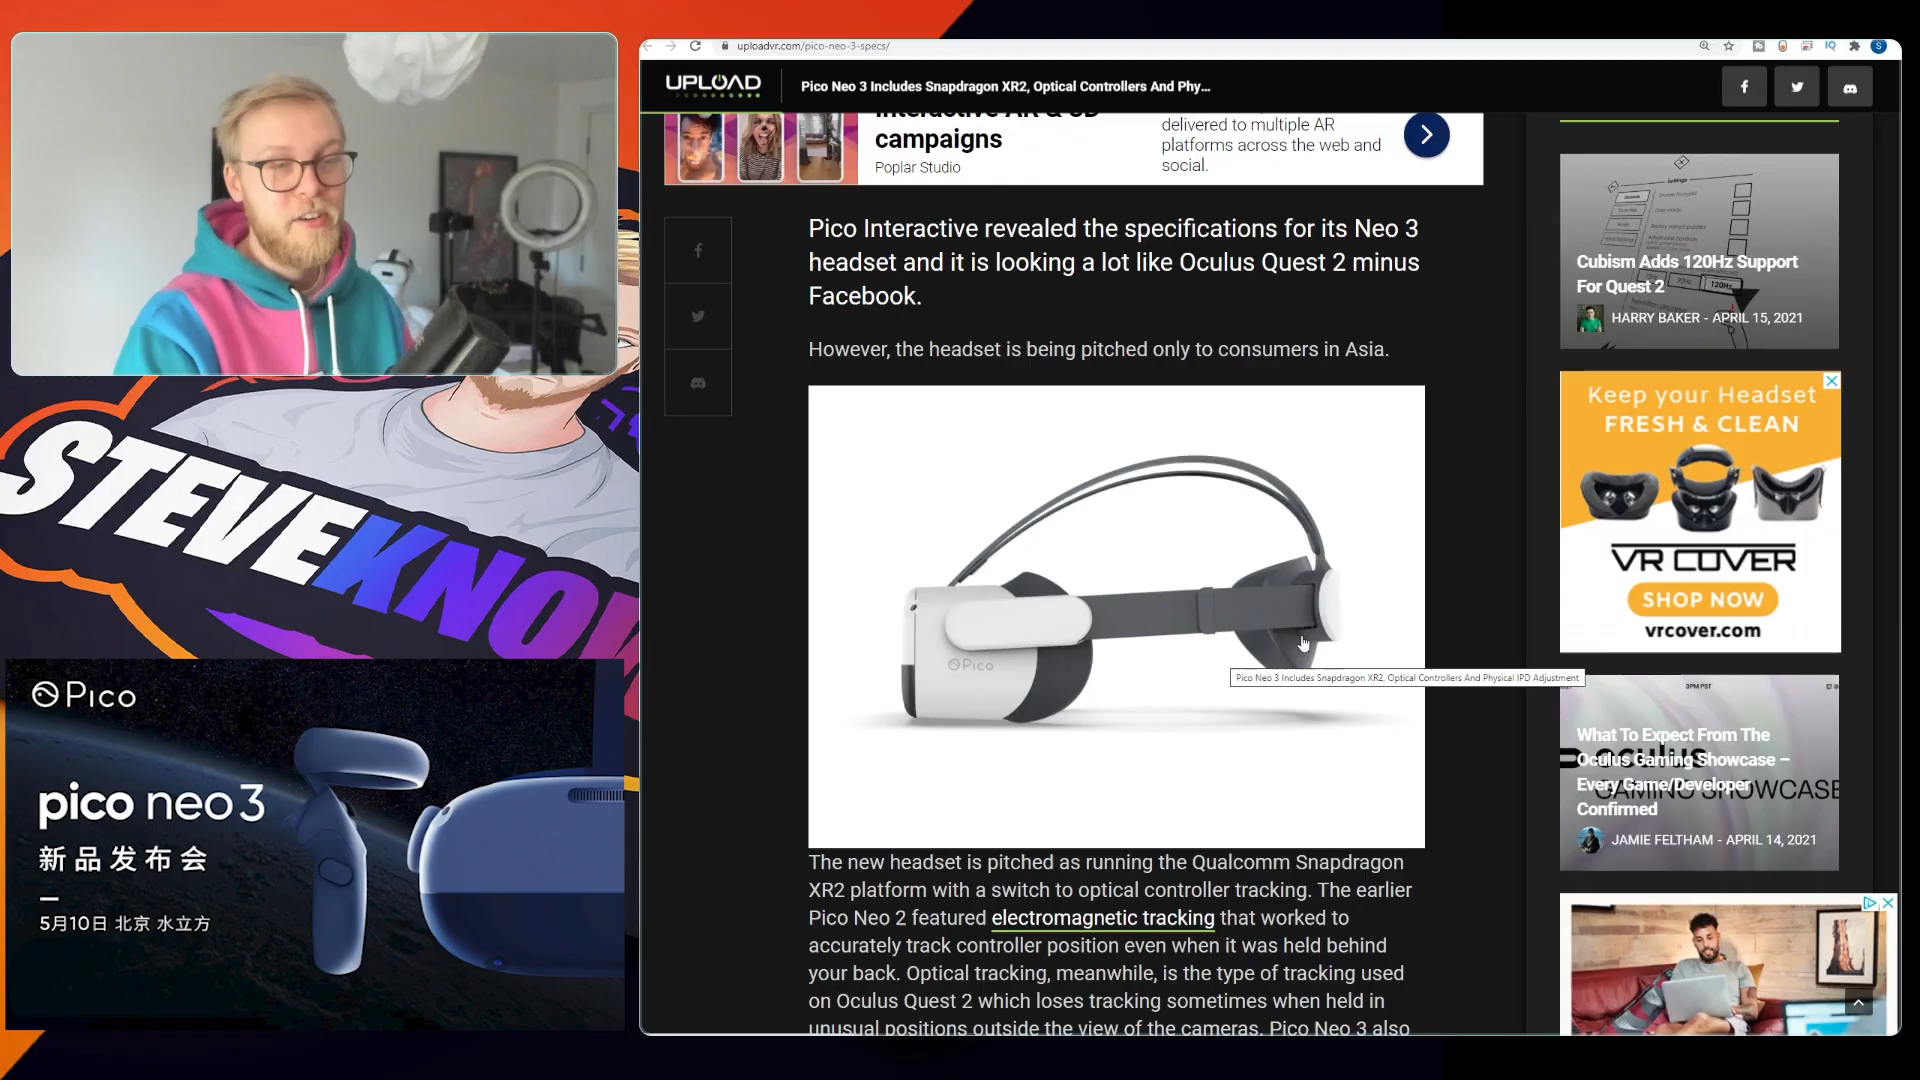 uploadvr.com/pico-neo-3-specs/
IQ
S
UPLOAD
Pico Neo 3 Includes Snapdragon XR2, Optical Controllers And Phy...
campaigns
Poplar Studio
delivered to multiple AR
platforms across the web and
social.
Pico Interactive revealed the specifications for its Neo 3
headset and it is looking a lot like Oculus Quest 2 minus
Facebook.
However, the headset is being pitched only to consumers in Asia.
Pico
Pico Neo 3 Includes Snapdragon XR2, Optical Controllers And Physical IPD Adjustment
The new headset is pitched as running the Qualcomm Snapdragon
XR2 platform with a switch to optical controller tracking. The earlier
Pico Neo 2 featured electromagnetic tracking that worked to
accurately track controller position even when it was held behind
your back. Optical tracking, meanwhile, is the type of tracking used
on Oculus Quest 2 which loses tracking sometimes when held in
unusual positions outside the view of the cameras. Pico Neo 3 also
Settings
120Hz
Cubism Adds 120Hz Support
For Quest 2
HARRY BAKER - APRIL 15, 2021
Keep your Headset
FRESH & CLEAN
VR COVER
SHOP NOW
vrcover.com
3PM PST
oculus
GAMING SHOWCASE
What To Expect From The
Oculus Gaming Showcase –
Every Game/Developer
Confirmed
JAMIE FELTHAM - APRIL 14, 2021
STEVEKNOW
Pico
pico neo3
新品发布会
5月10日 北京 水立方